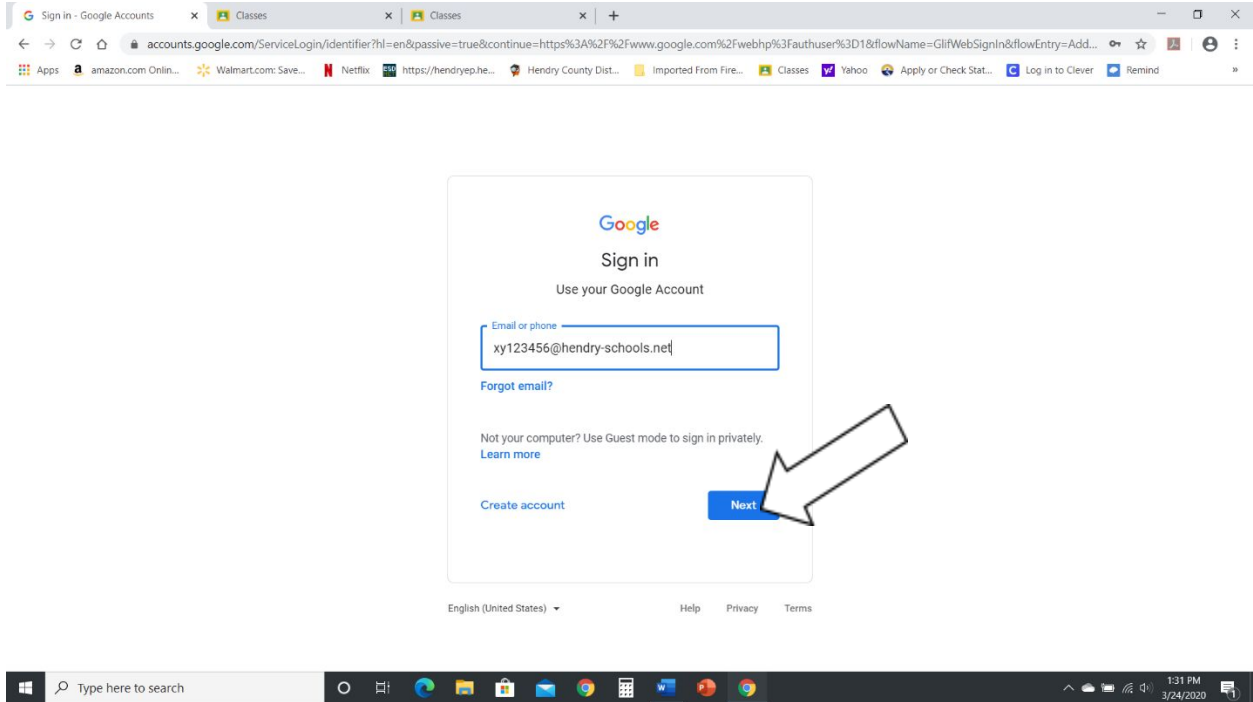 Sign in - Google Accounts
Classes
Classes
accounts.google.com/ServiceLogin/identifier?hl=en&passive=true&continue=https%3A%2F%2Fwww.google.com%2Fwebhp%3Fauthuser%3D1&flowName=GlifWebSignIn&flowEntry=Add...
Apps
amazon.com Onlin...
Walmart.com: Save...
Netflix
https://hendryep.he...
Hendry County Dist...
Imported From Fire...
Classes
Yahoo
Apply or Check Stat...
Log in to Clever
Remind
Google
Sign in
Use your Google Account
Email or phone
xy123456@hendry-schools.net
Forgot email?
Not your computer? Use Guest mode to sign in privately.
Learn more
Create account
Next
English (United States)
Help
Privacy
Terms
Type here to search
1:31 PM
3/24/2020